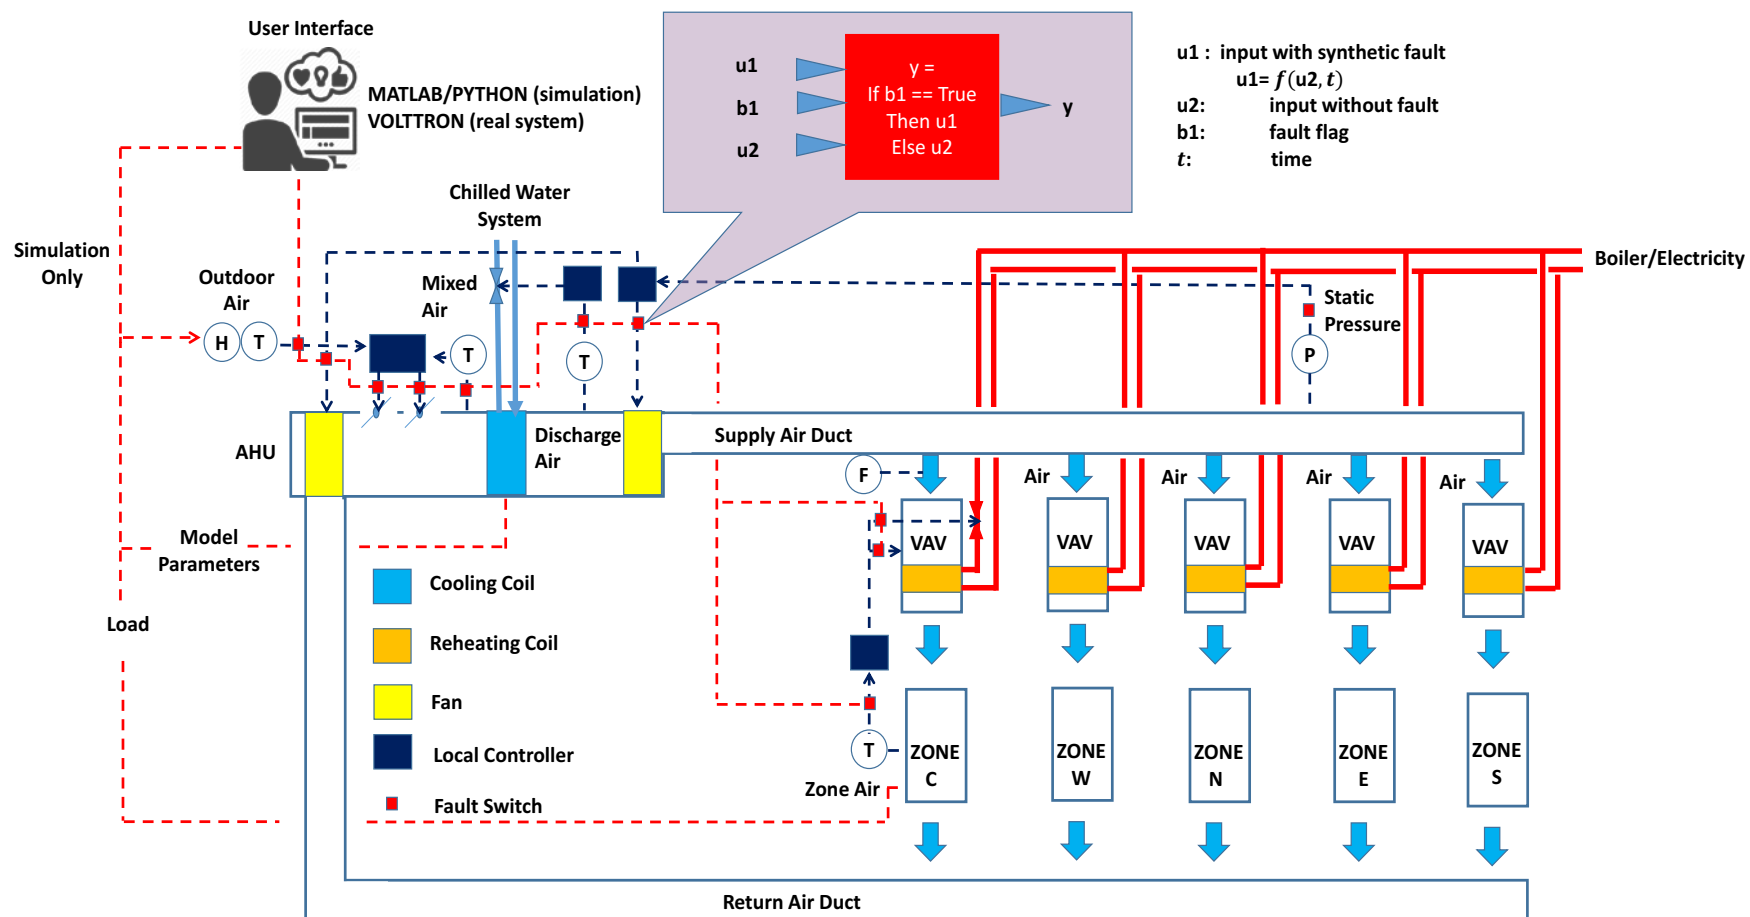 User Interface
MATLAB/PYTHON (simulation)
VOLTTRON (real system)
u1
b1
u2
y =
If b1 == True
Then u1
Else u2
y
u1 : input with synthetic fault
u1= f(u2, t)
u2: input without fault
b1: fault flag
t: time
Chilled Water
System
Simulation
Only
Outdoor
Air
Mixed
Air
Boiler/Electricity
Static
Pressure
H
T
T
T
P
AHU
Discharge
Air
Supply Air Duct
F
Air
Air
Air
Air
VAV
VAV
VAV
VAV
VAV
Model
Parameters
Load
Cooling Coil
Reheating Coil
Fan
Local Controller
Fault Switch
T
Zone Air
ZONE
C
ZONE
W
ZONE
N
ZONE
E
ZONE
S
Return Air Duct